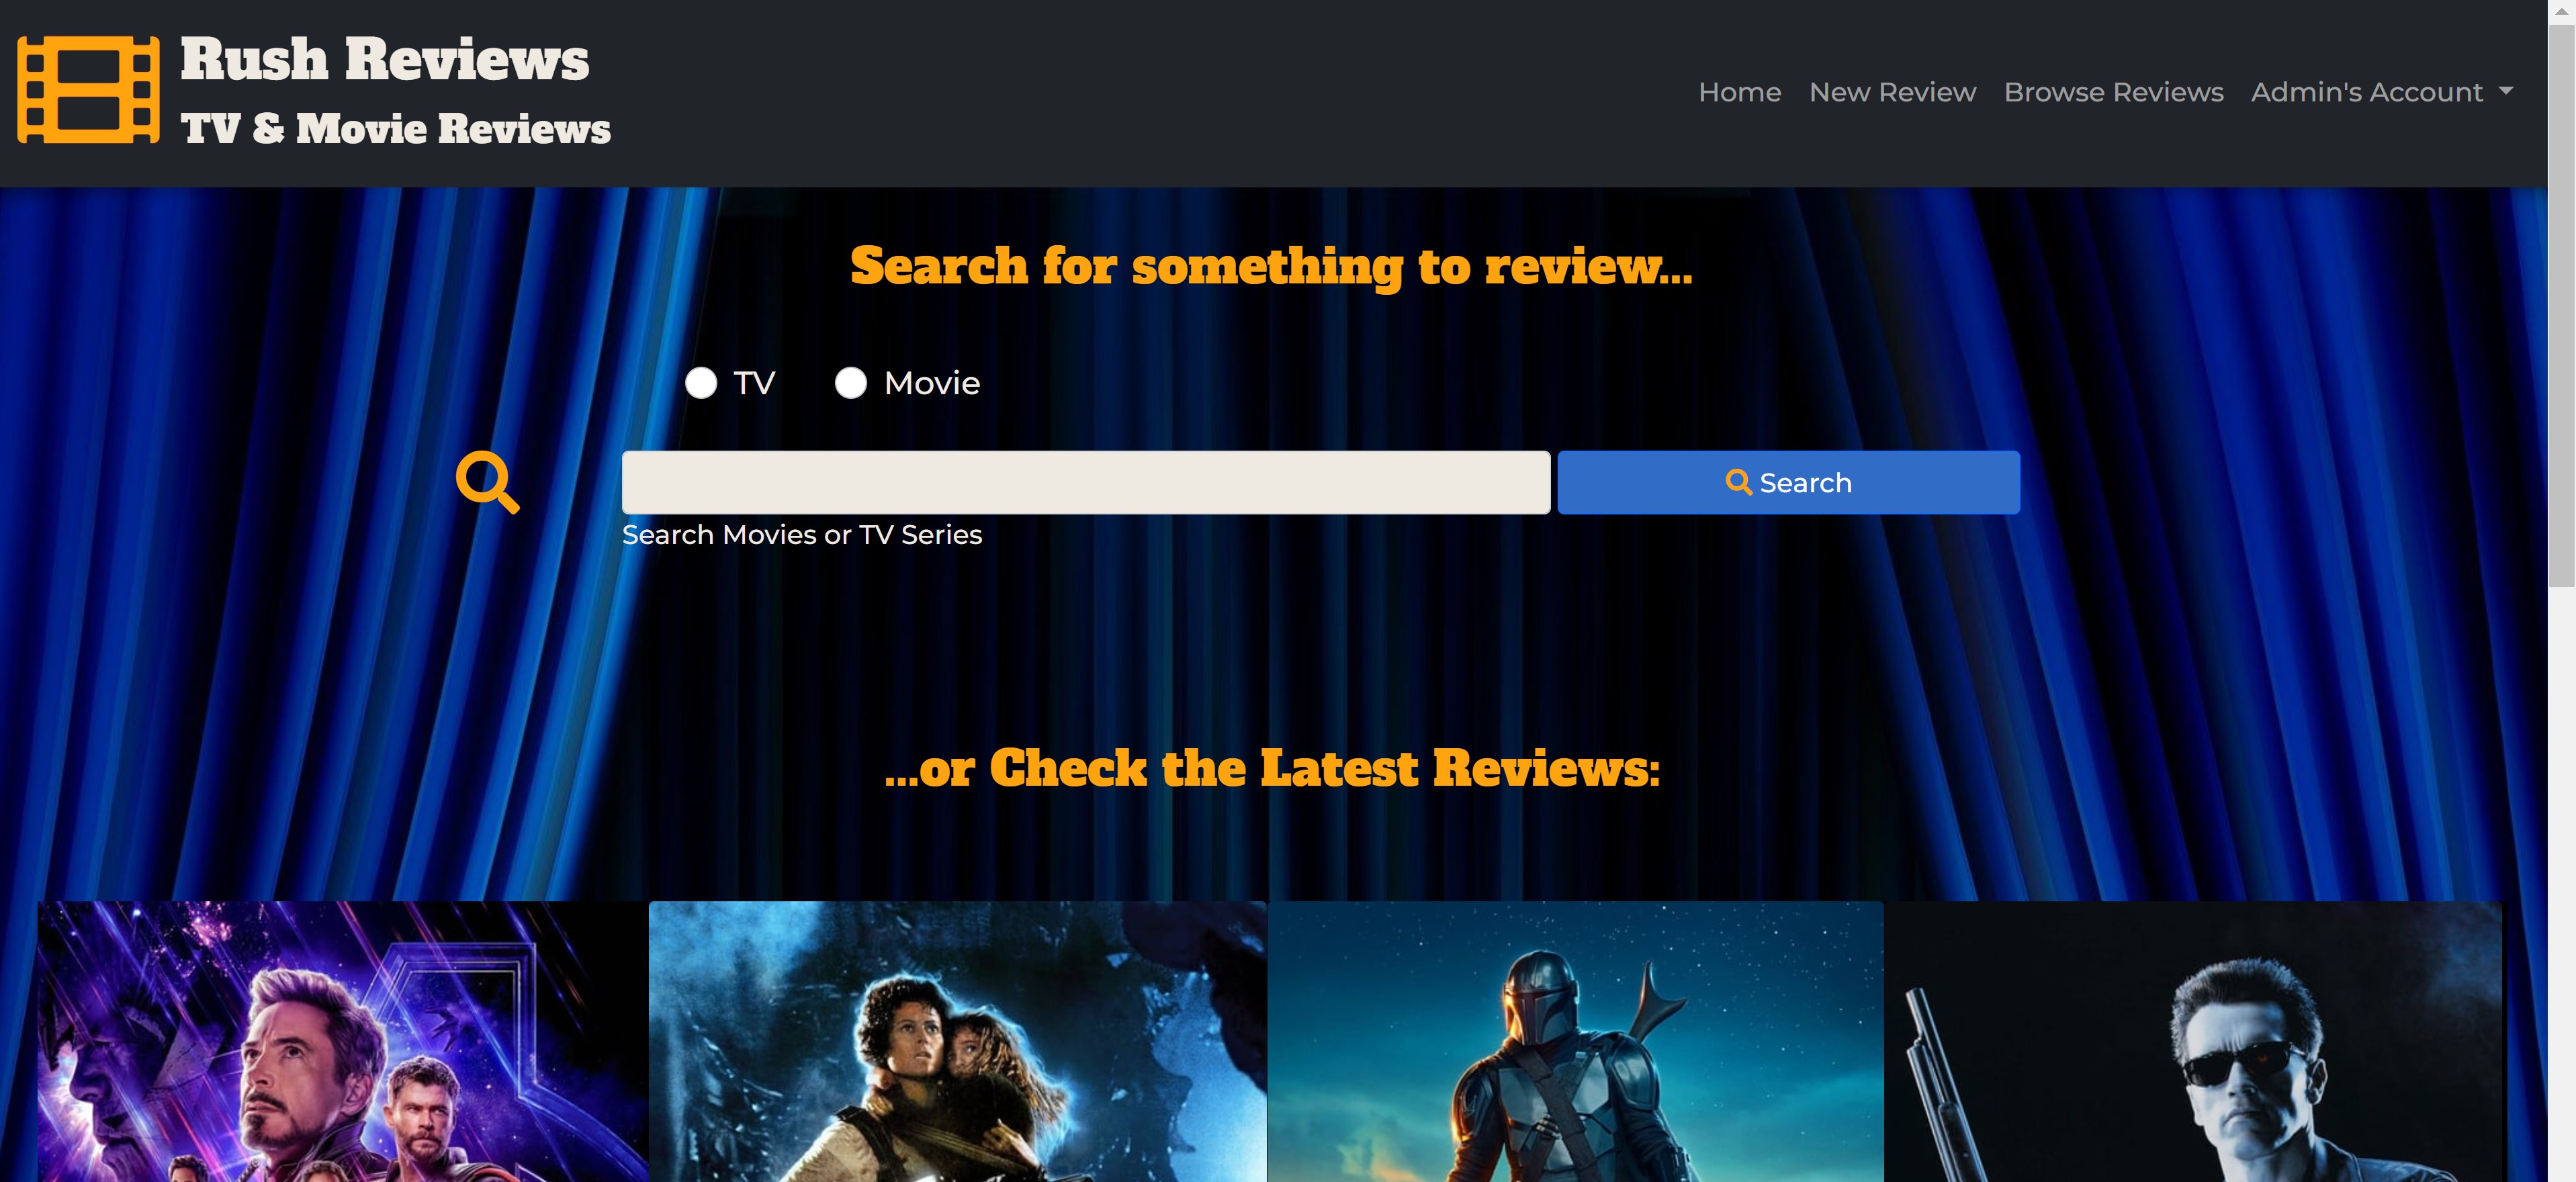 Rush Reviews
TV & Movie Reviews
Home New Review Browse Reviews Admin's Account
Search for something to review...
TV Movie
Search
Search Movies or TV Series
...or Check the Latest Reviews: